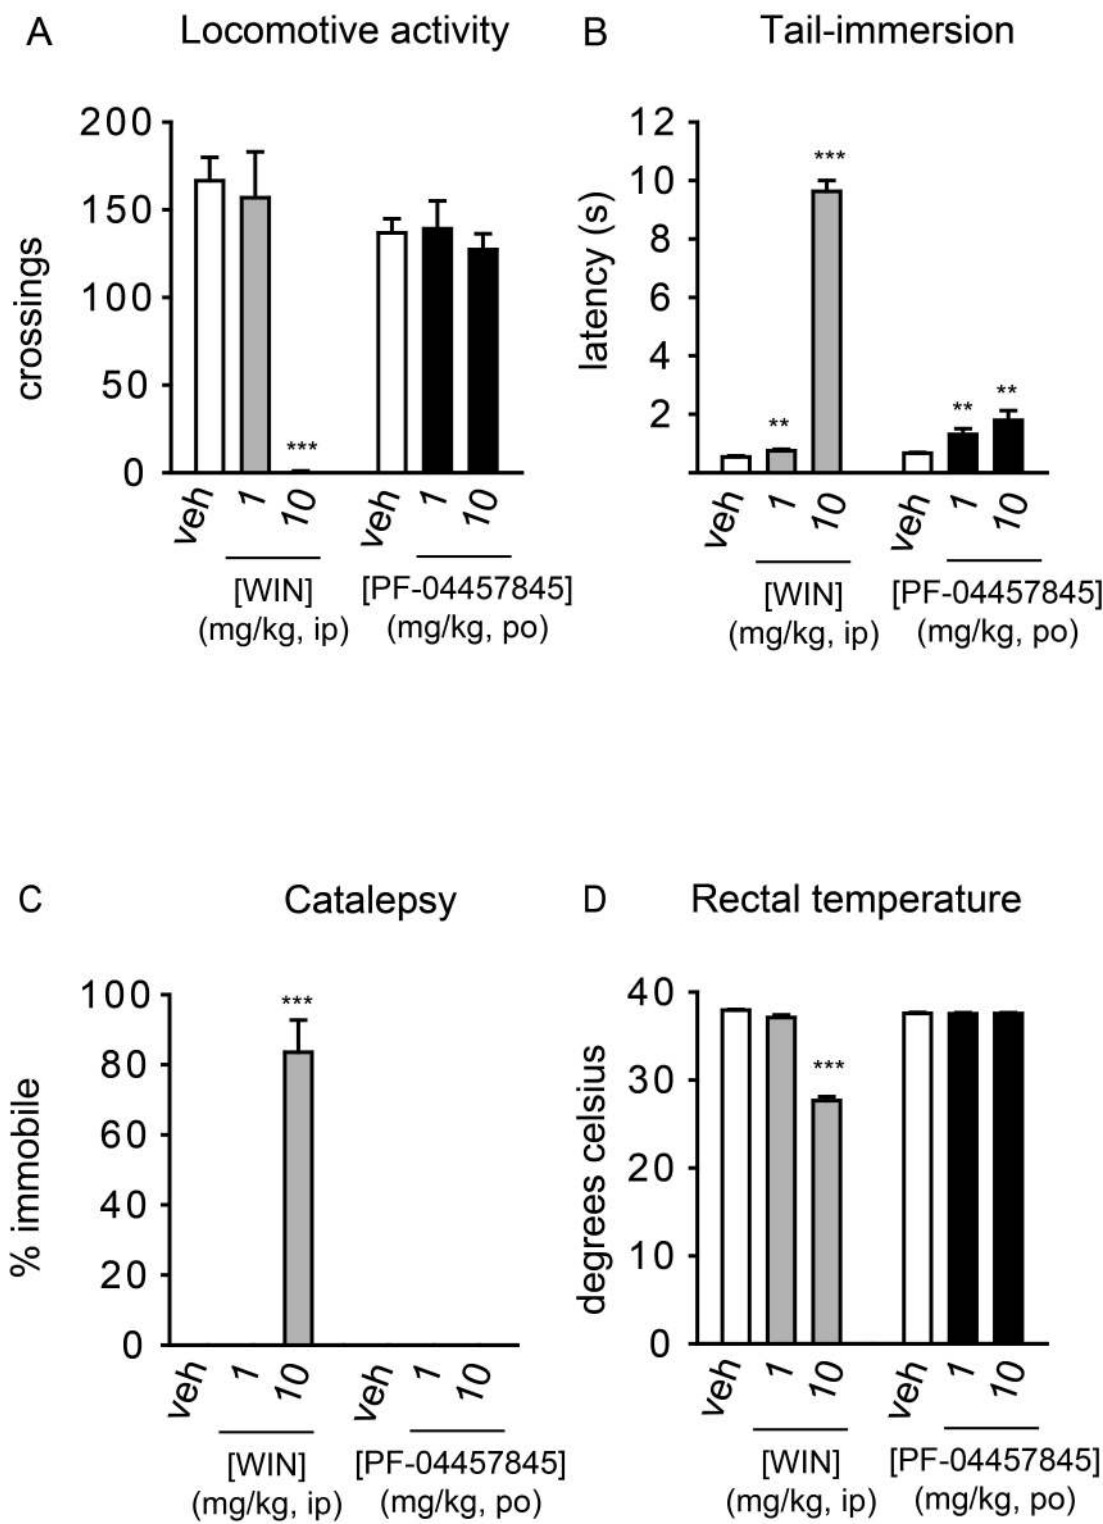 A Locomotive activity
200
150
100
50
0
crossings
***
veh 1 10 veh 1 10
[WIN] [PF-04457845]
(mg/kg, ip) (mg/kg, po)
B Tail-immersion
12
10
8
6
4
2
latency (s)
** *** ** **
veh 1 10 veh 1 10
[WIN] [PF-04457845]
(mg/kg, ip) (mg/kg, po)
C Catalepsy
100
80
60
40
20
0
% immobile
***
veh 1 10 veh 1 10
[WIN] [PF-04457845]
(mg/kg, ip) (mg/kg, po)
D Rectal temperature
40
30
20
10
0
degrees celsius
***
veh 1 10 veh 1 10
[WIN] [PF-04457845]
(mg/kg, ip) (mg/kg, po)